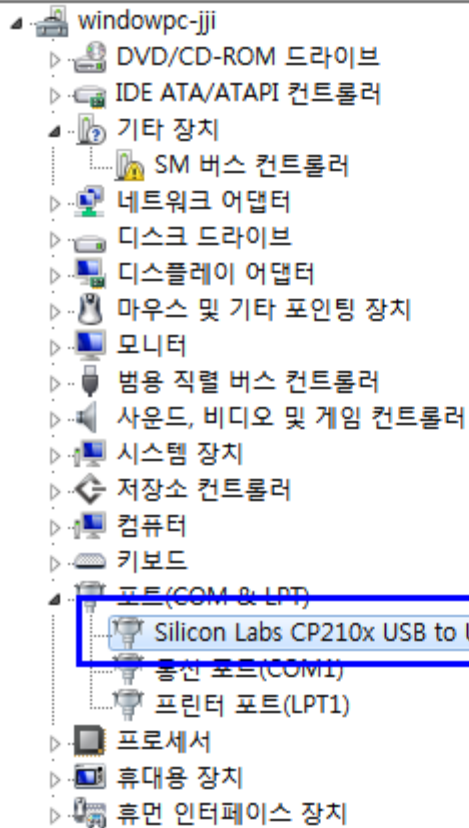 windowpc-jji
DVD/CD-ROM 드라이브
IDE ATA/ATAPI 컨트롤러
기타 장치
SM 버스 컨트롤러
네트워크 어댑터
디스크 드라이브
디스플레이 어댑터
마우스 및 기타 포인팅 장치
모니터
범용 직렬 버스 컨트롤러
사운드, 비디오 및 게임 컨트롤러
시스템 장치
저장소 컨트롤러
컴퓨터
키보드
포트(COM & LPT)
Silicon Labs CP210x USB to
통신 포트(COM1)
프린터 포트(LPT1)
프로세서
휴대용 장치
휴먼 인터페이스 장치